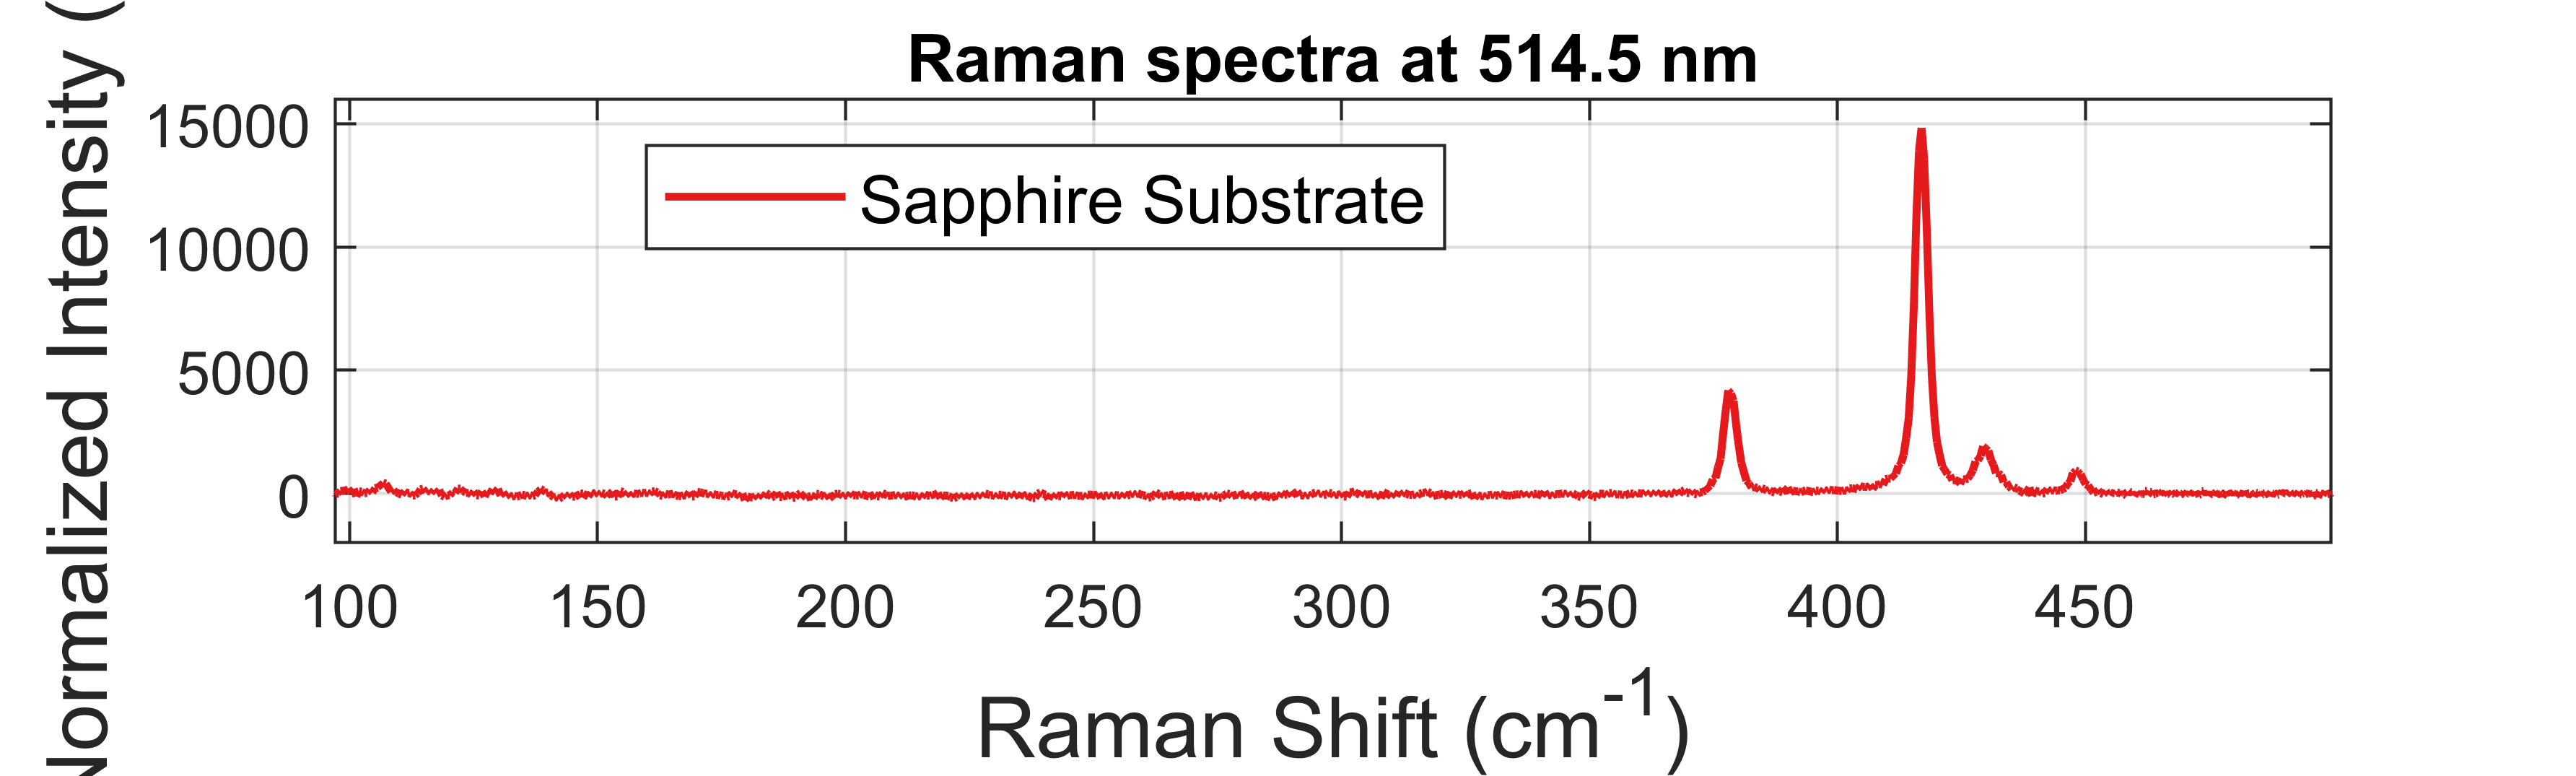 Raman spectra at 514.5 nm
Normalized Intensity (
15000
10000
5000
0
Sapphire Substrate
100 150 200 250 300 350 400 450
Raman Shift (cm-1)